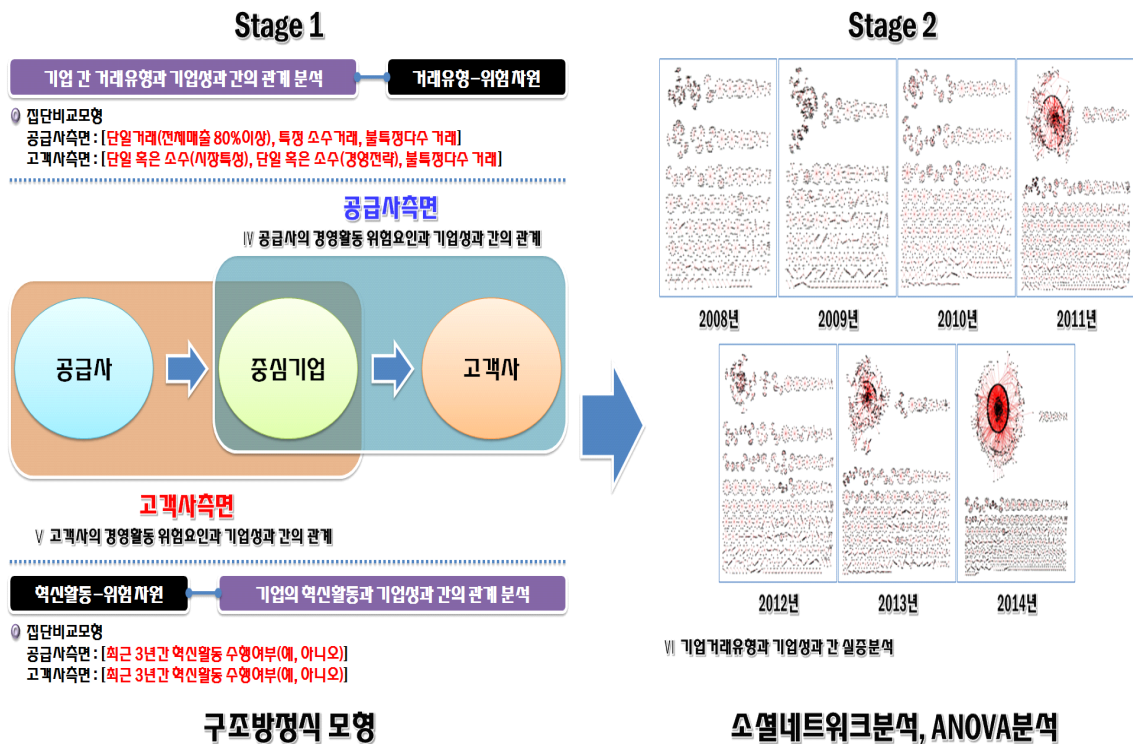 Stage 1
기업 간 거래유형과 기업성과 간의 관계 분석
거래유형-위험차원
집단비교모형
공급사측면 : [단일거래(전체매출 80%이상), 특정 소수거래, 불특정다수 거래]
고객사측면 : [단일 혹은 소수(시장특성), 단일 혹은 소수(경영전략), 불특정다수 거래]
공급사측면
Ⅳ 공급사의 경영활동 위험요인과 기업성과 간의 관계
공급사
중심기업
고객사
고객사측면
Ⅴ 고객사의 경영활동 위험요인과 기업성과 간의 관계
혁신활동-위험차원
기업의 혁신활동과 기업성과 간의 관계 분석
집단비교모형
공급사측면 : [최근 3년간 혁신활동 수행여부(예, 아니오)]
고객사측면 : [최근 3년간 혁신활동 수행여부(예, 아니오)]
구조방정식 모형
Stage 2
2008년
2009년
2010년
2011년
2012년
2013년
2014년
Ⅵ 기업거래유형과 기업성과 간 실증분석
소셜네트워크분석, ANOVA분석